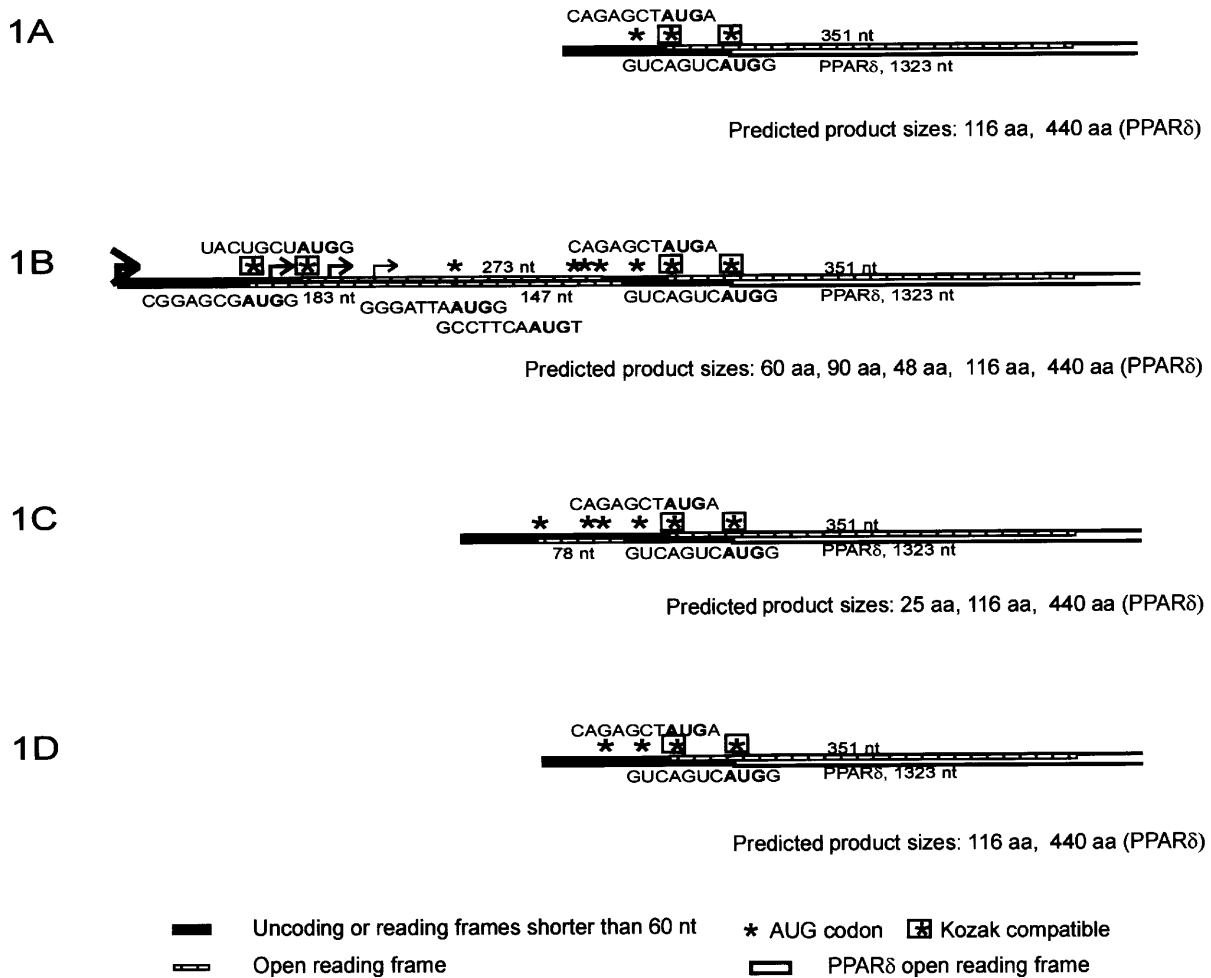 1A
CAGAGCTAUGA
* * *
351 nt
GUCAGUCAUGG
PPARδ, 1323 nt
Predicted product sizes: 116 aa, 440 aa (PPARδ)
1B
UACUGCUAUGG
CAGAGCTAUGA
* * * *** * * *
273 nt
351 nt
CGGAGCGAUGG
183 nt
GGGATTAAUGG
147 nt
GUCAGUCAUGG
PPARδ, 1323 nt
GCCTTCAAUGT
Predicted product sizes: 60 aa, 90 aa, 48 aa, 116 aa, 440 aa (PPARδ)
1C
CAGAGCTAUGA
* ** * * *
351 nt
78 nt
GUCAGUCAUGG
PPARδ, 1323 nt
Predicted product sizes: 25 aa, 116 aa, 440 aa (PPARδ)
1D
CAGAGCTAUGA
* * * *
351 nt
GUCAGUCAUGG
PPARδ, 1323 nt
Predicted product sizes: 116 aa, 440 aa (PPARδ)
Uncoding or reading frames shorter than 60 nt
* AUG codon
* Kozak compatible
Open reading frame
PPARδ open reading frame